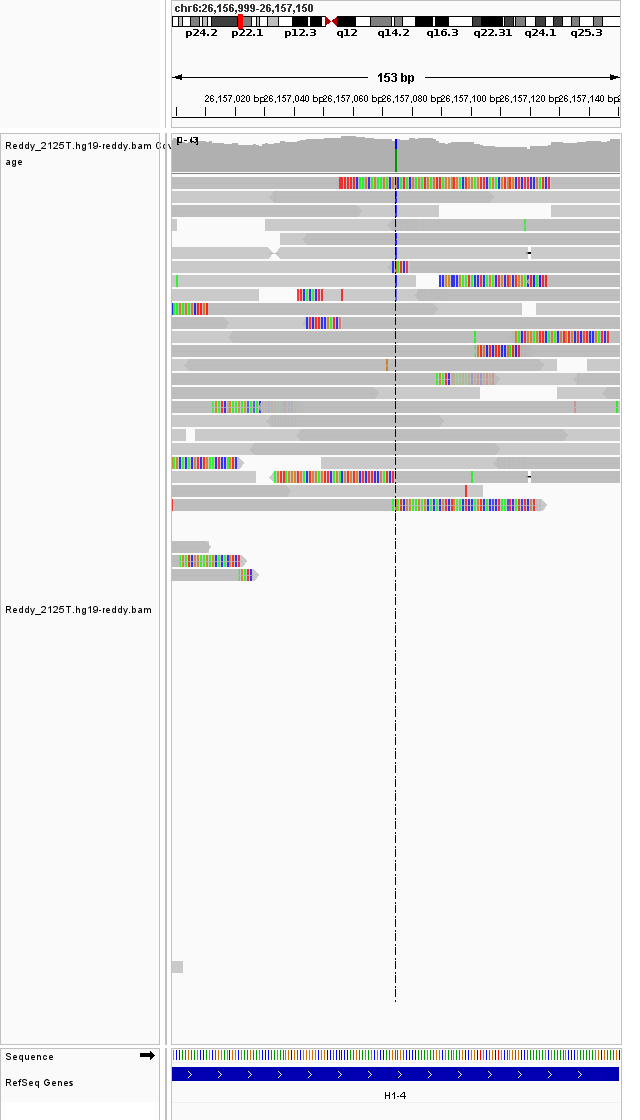 chr6:26,156,999-26,157,150
p24.2 p22.1 p12.3 q12 q14.2 q16.3 q22.31 q24.1 q25.3
153 bp
26,157,020 bp 26,157,040 bp 26,157,060 bp 26,157,080 bp 26,157,100 bp 26,157,120 bp 26,157,140 bp
Reddy_2125T.hg19-reddy.bam Cov
age
Reddy_2125T.hg19-reddy.bam
Sequence
RefSeq Genes
H1-4